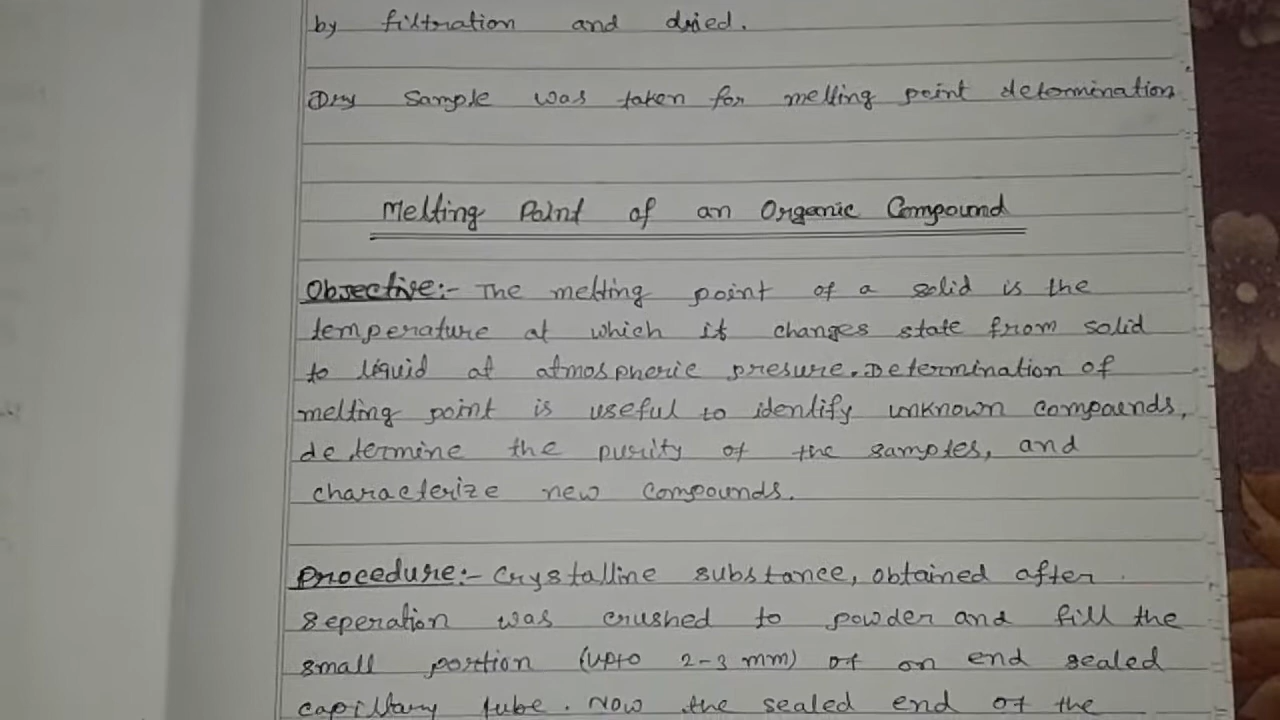 by filtration and dried.
Dry sample was taken for melting point determination
Melting Point of an Organic Compound
Objective:- The melting point of a solid is the
temperature at which it changes state from solid
to liquid at atmospheric presure. Determination of
melting point is useful to identify unknown compaends,
determine the purity of the samples, and
characterize new compounds.
Procedure:- Crystalline substance, obtained after
seperation was crushed to powder and fill the
small portion (upto 2-3 mm) of an end sealed
capillary tube. Now the sealed end of the